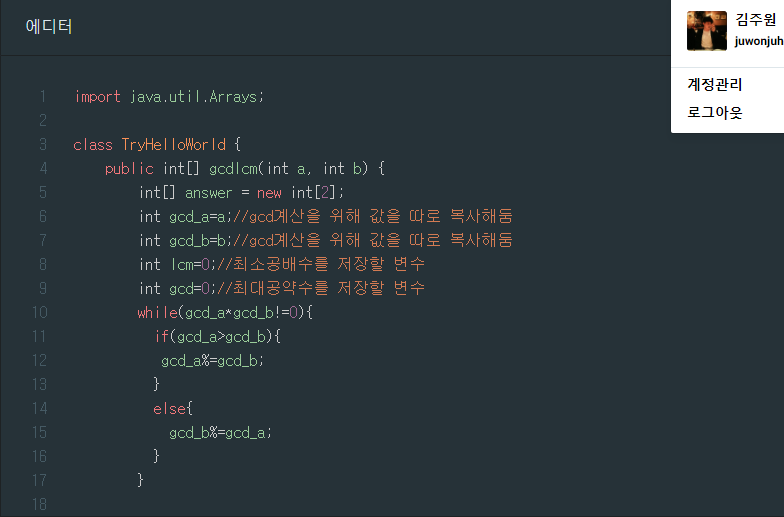 에디터
김주원
juwonjuh
계정관리
로그아웃
1 import java.util.Arrays;
2
3 class TryHelloWorld {
4 public int[] gcdlcm(int a, int b) {
5 int[] answer = new int[2];
6 int gcd_a=a;//gcd계산을 위해 값을 따로 복사해둠
7 int gcd_b=b;//gcd계산을 위해 값을 따로 복사해둠
8 int lcm=0;//최소공배수를 저장할 변수
9 int gcd=0;//최대공약수를 저장할 변수
10 while(gcd_a*gcd_b!=0){
11 if(gcd_a>gcd_b){
12 gcd_a%=gcd_b;
13 }
14 else{
15 gcd_b%=gcd_a;
16 }
17 }
18